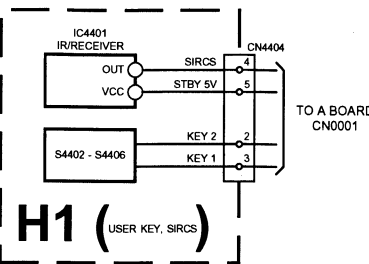 IC4401
IR/RECEIVER
CN4404
OUT SIRCS 4
VCC STBY 5V 5
TO A BOARD
CN0001
KEY 2 2
S4402 - S4406
KEY 1 3
H1 (USER KEY, SIRCS)